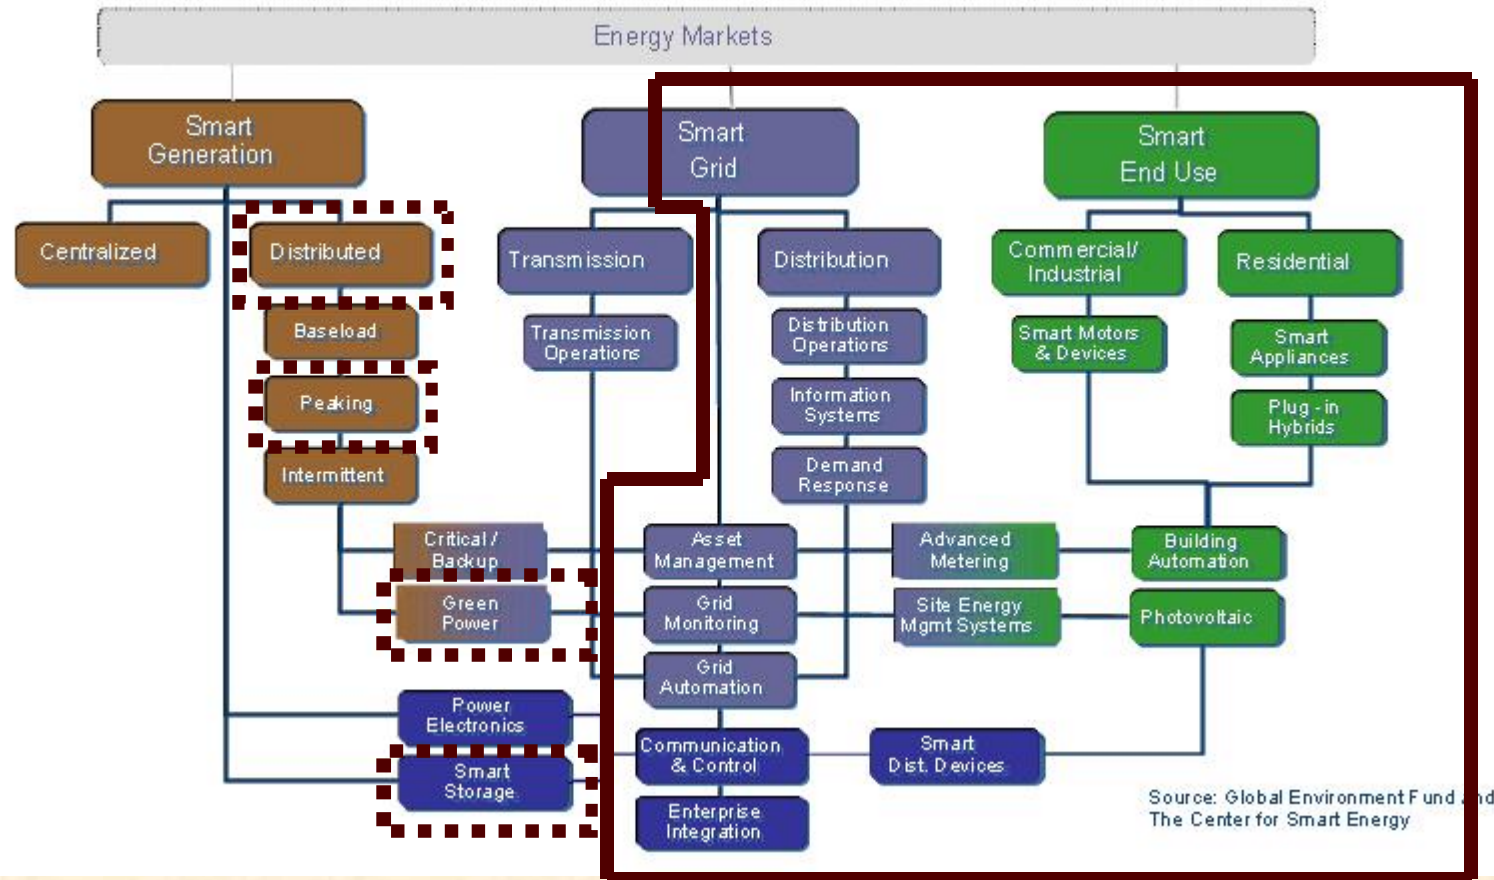 Energy Markets
Smart
Generation
Smart
Grid
Smart
End Use
Centralized
Distributed
Transmission
Distribution
Commercial/
Industrial
Residential
Baseload
Transmission
Operations
Distribution
Operations
Smart Motors
& Devices
Smart
Appliances
Peaking
Information
Systems
Plug-in
Hybrids
Intermittent
Demand
Response
Critical /
Backup
Asset
Management
Advanced
Metering
Building
Automation
Green
Power
Grid
Monitoring
Site Energy
Mgmt Systems
Photovoltaic
Grid
Automation
Power
Electronics
Communication
& Control
Smart
Dist. Devices
Smart
Storage
Enterprise
Integration
Source: Global Environment Fund and
The Center for Smart Energy